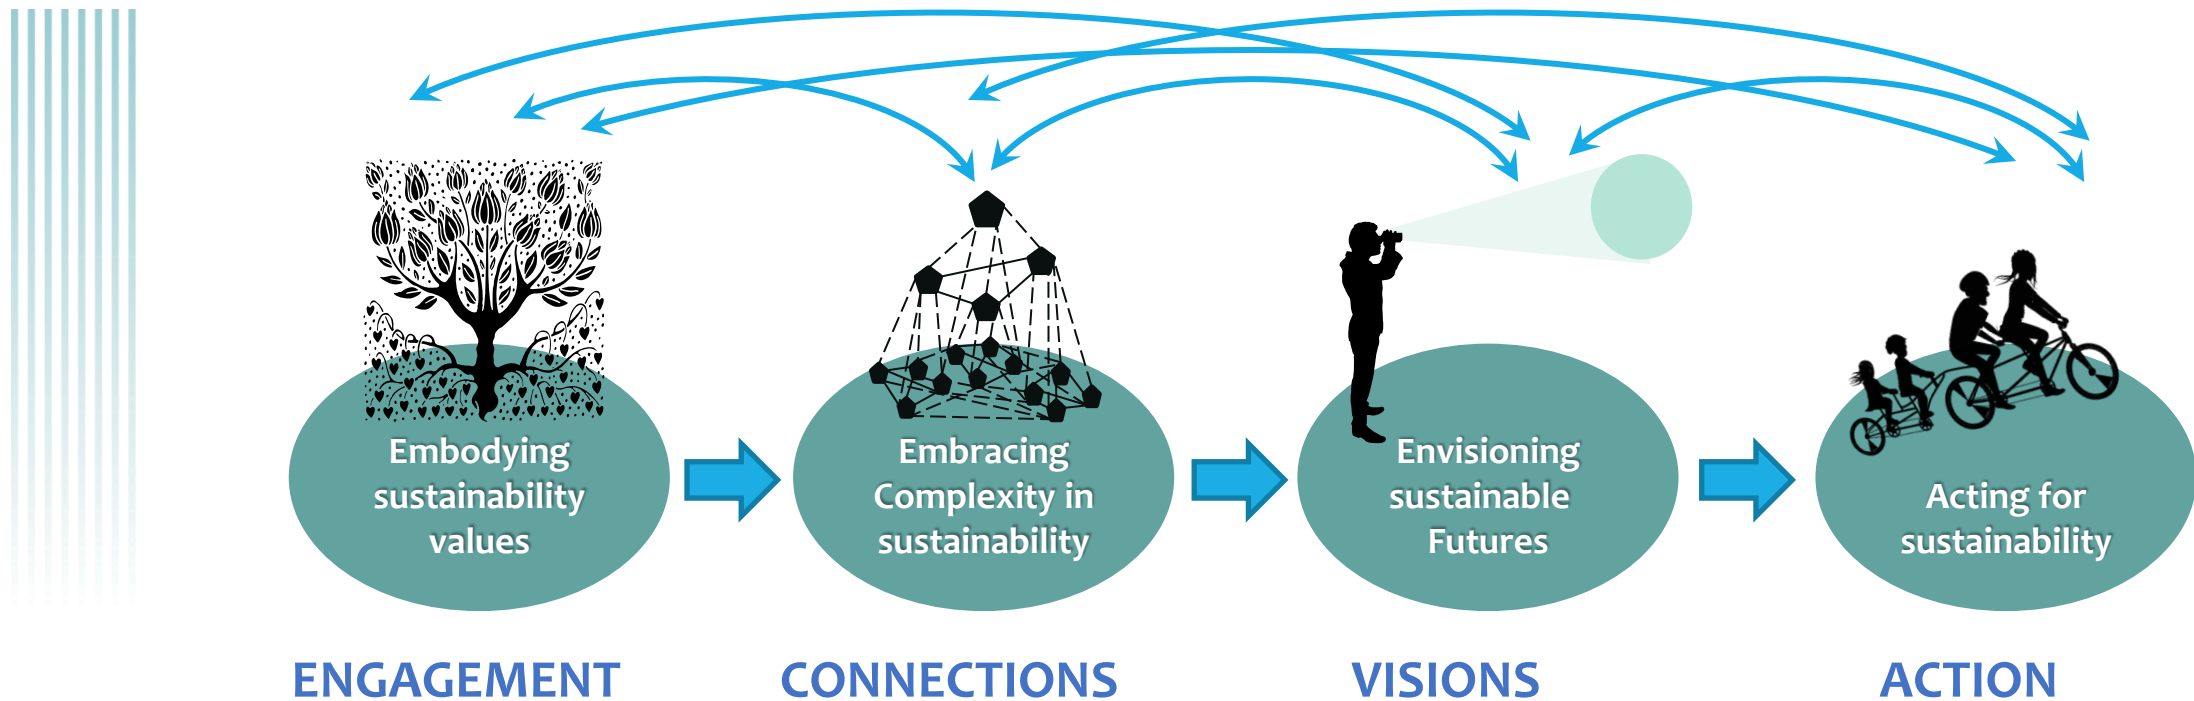 Embodying
sustainability
values
Embracing
Complexity in
sustainability
Envisioning
sustainable
Futures
Acting for
sustainability
ENGAGEMENT
CONNECTIONS
VISIONS
ACTION